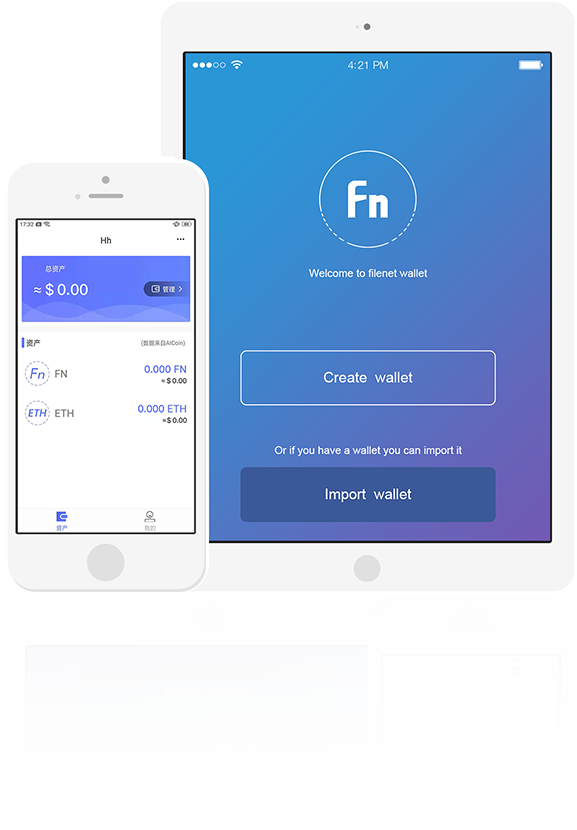 4:21 PM
Fn
Welcome to filenet wallet
Create wallet
Or if you have a wallet you can import it
Import wallet
17:32
Hh
总资产
≈ $ 0.00
管理
资产
(数据来自AICoin)
Fn FN
0.000 FN
≈ $ 0.00
ETH ETH
0.000 ETH
≈ $ 0.00
资产
我的